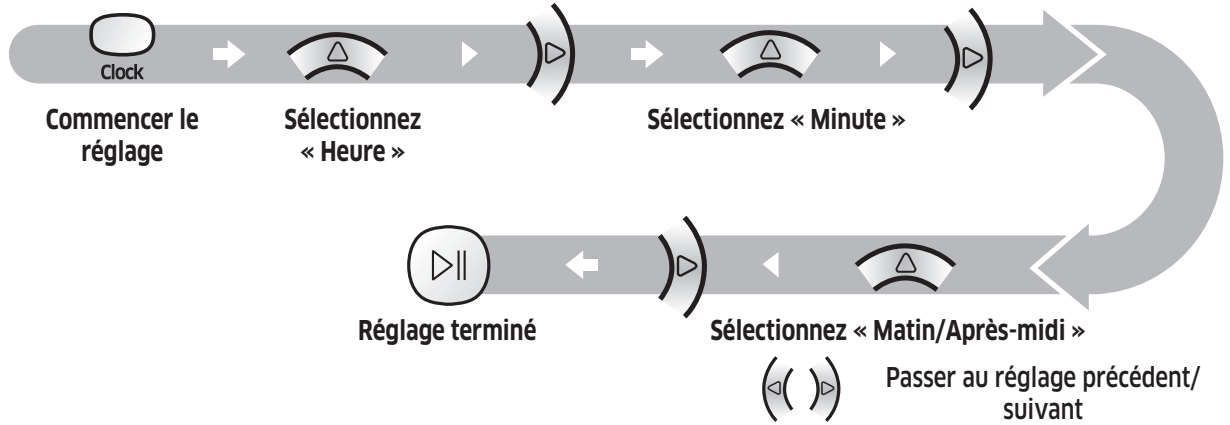 Clock
Commencer le
réglage
Sélectionnez
« Heure »
Sélectionnez « Minute »
Réglage terminé
Sélectionnez « Matin/Après-midi »
Passer au réglage précédent/
suivant